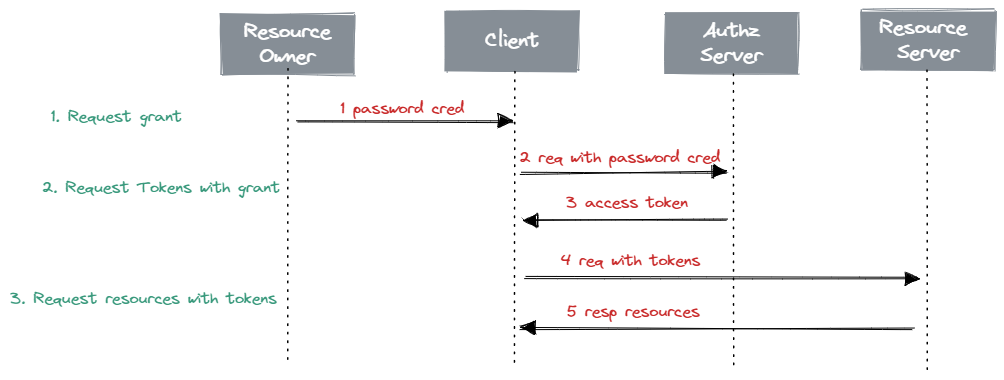 Resource
Owner
Client
Authz
Server
Resource
Server
1. Request grant
1 password cred
2 req with password cred
2. Request Tokens with grant
3 access token
4 req with tokens
3. Request resources with tokens
5 resp resources